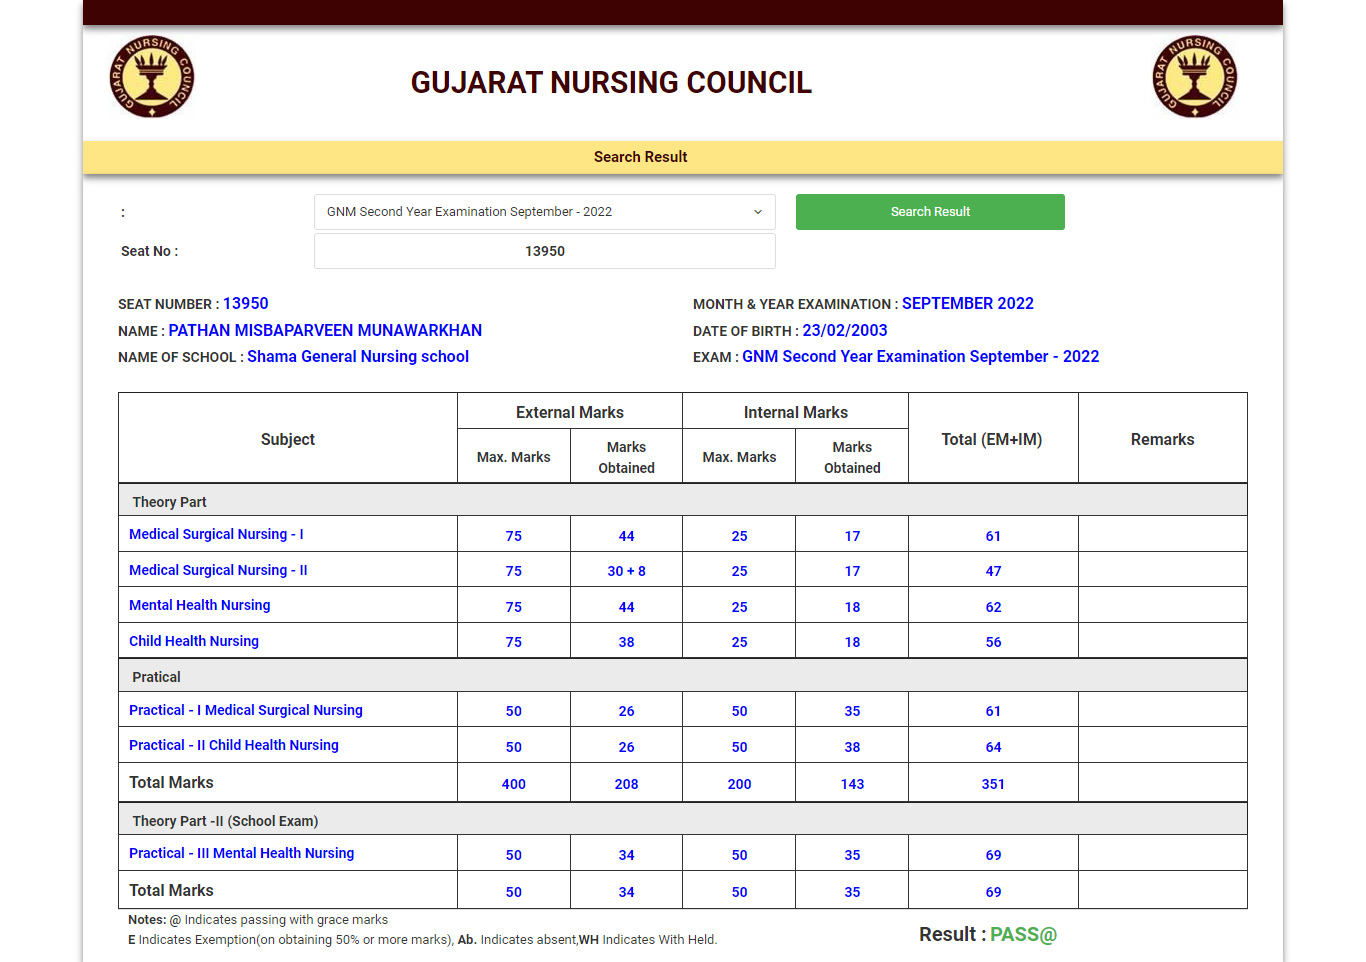 GUJARAT NURSING COUNCIL
GUJARAT NURSING COUNCIL
GUJARAT NURSING COUNCIL
Search Result
:
GNM Second Year Examination September - 2022
Search Result
Seat No :
13950
SEAT NUMBER : 13950
MONTH & YEAR EXAMINATION : SEPTEMBER 2022
NAME : PATHAN MISBAPARVEEN MUNAWARKHAN
DATE OF BIRTH : 23/02/2003
NAME OF SCHOOL : Shama General Nursing school
EXAM : GNM Second Year Examination September - 2022
Subject
External Marks
Internal Marks
Total (EM+IM)
Remarks
Max. Marks
Marks
Obtained
Max. Marks
Marks
Obtained
Theory Part
Medical Surgical Nursing - I 75 44 25 17 61
Medical Surgical Nursing - II 75 30 + 8 25 17 47
Mental Health Nursing 75 44 25 18 62
Child Health Nursing 75 38 25 18 56
Pratical
Practical - I Medical Surgical Nursing 50 26 50 35 61
Practical - II Child Health Nursing 50 26 50 38 64
Total Marks 400 208 200 143 351
Theory Part -II (School Exam)
Practical - III Mental Health Nursing 50 34 50 35 69
Total Marks 50 34 50 35 69
Notes: @ Indicates passing with grace marks
E Indicates Exemption(on obtaining 50% or more marks), Ab. Indicates absent,WH Indicates With Held.
Result : PASS@